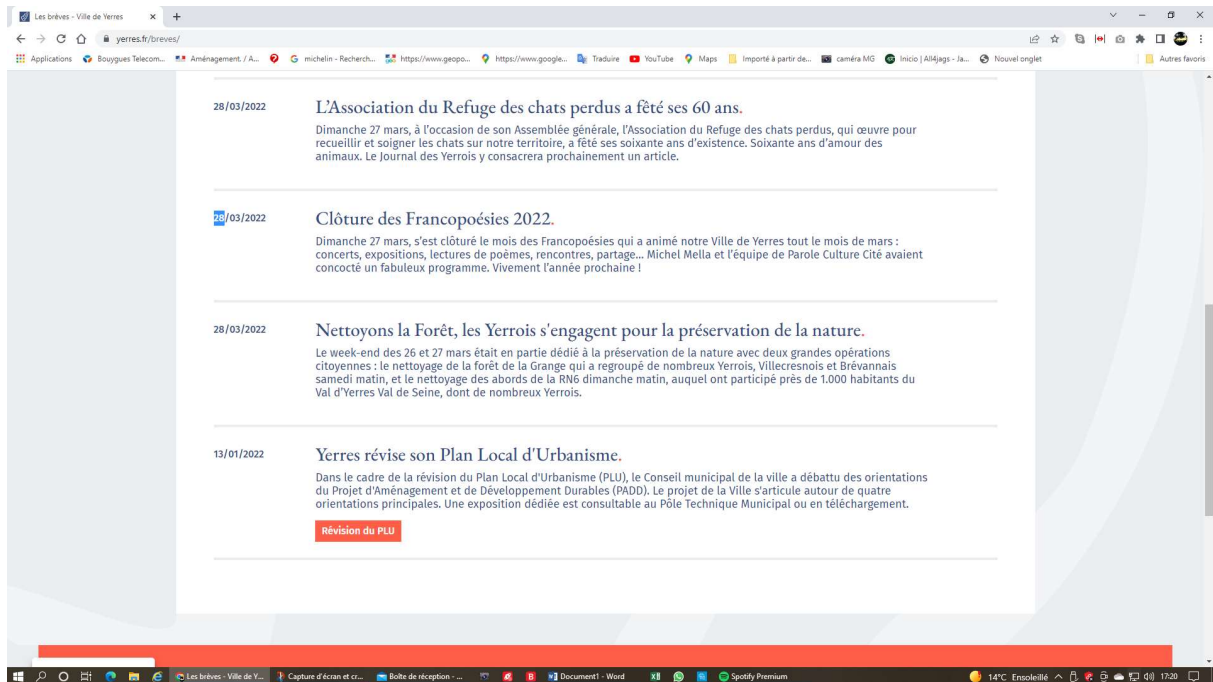 Les brèves - Ville de Yerres
yerres.fr/breves/
Applications Bouygues Telecom... Aménagement. / A... michelin - Recherch... https://www.geopo... https://www.google... Traduire YouTube Maps Importé à partir de... caméra MG Inicio | All4jags - Ja... Nouvel onglet Autres favoris
28/03/2022 L'Association du Refuge des chats perdus a fêté ses 60 ans.
Dimanche 27 mars, à l'occasion de son Assemblée générale, l'Association du Refuge des chats perdus, qui œuvre pour
recueillir et soigner les chats sur notre territoire, a fêté ses soixante ans d'existence. Soixante ans d'amour des
animaux. Le Journal des Yerrois y consacrera prochainement un article.
28/03/2022 Clôture des Francopoésies 2022.
Dimanche 27 mars, s'est clôturé le mois des Francopoésies qui a animé notre Ville de Yerres tout le mois de mars :
concerts, expositions, lectures de poèmes, rencontres, partage... Michel Mella et l'équipe de Parole Culture Cité avaient
concocté un fabuleux programme. Vivement l'année prochaine !
28/03/2022 Nettoyons la Forêt, les Yerrois s'engagent pour la préservation de la nature.
Le week-end des 26 et 27 mars était en partie dédié à la préservation de la nature avec deux grandes opérations
citoyennes : le nettoyage de la forêt de la Grange qui a regroupé de nombreux Yerrois, Villecresnois et Brévannais
samedi matin, et le nettoyage des abords de la RN6 dimanche matin, auquel ont participé près de 1.000 habitants du
Val d'Yerres Val de Seine, dont de nombreux Yerrois.
13/01/2022 Yerres révise son Plan Local d'Urbanisme.
Dans le cadre de la révision du Plan Local d'Urbanisme (PLU), le Conseil municipal de la ville a débattu des orientations
du Projet d'Aménagement et de Développement Durables (PADD). Le projet de la Ville s'articule autour de quatre
orientations principales. Une exposition dédiée est consultable au Pôle Technique Municipal ou en téléchargement.
Révision du PLU
Les brèves - Ville de Y... Capture d'écran et cr... Boîte de réception - ... Document1 - Word Spotify Premium 14°C Ensoleillé 17:20